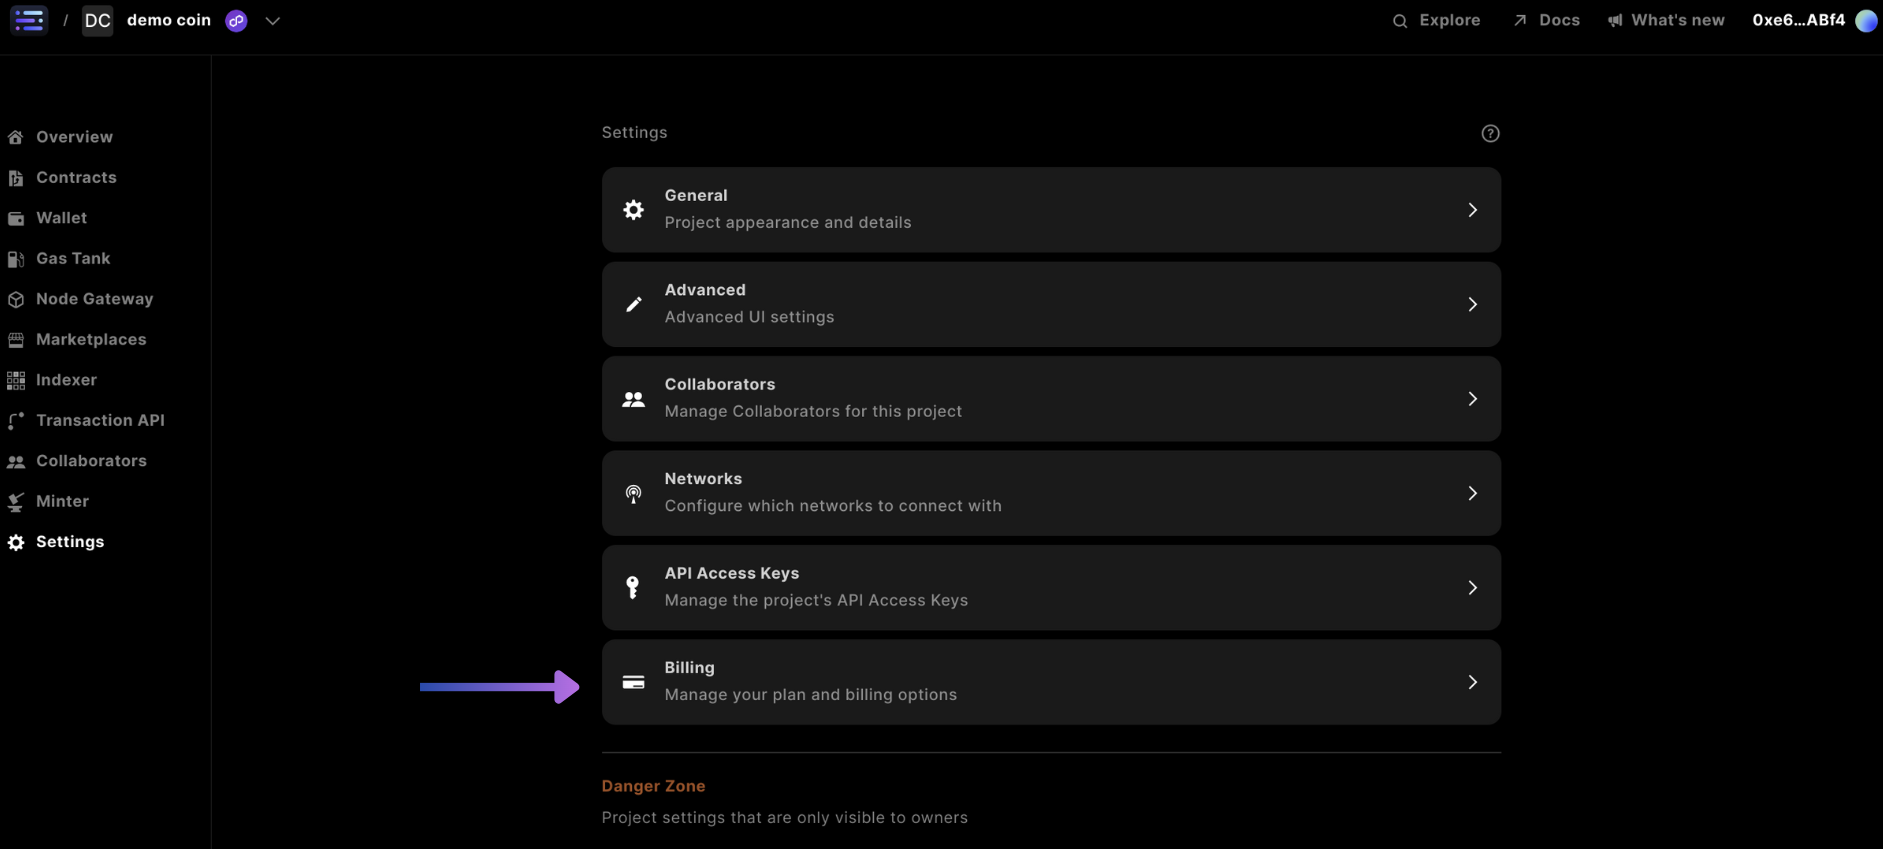 / DC demo coin
Explore
Docs
What's new
0xe6...ABf4
Overview
Contracts
Wallet
Gas Tank
Node Gateway
Marketplaces
Indexer
Transaction API
Collaborators
Minter
Settings
Settings
?
General
Project appearance and details
Advanced
Advanced UI settings
Collaborators
Manage Collaborators for this project
Networks
Configure which networks to connect with
API Access Keys
Manage the project's API Access Keys
Billing
Manage your plan and billing options
Danger Zone
Project settings that are only visible to owners